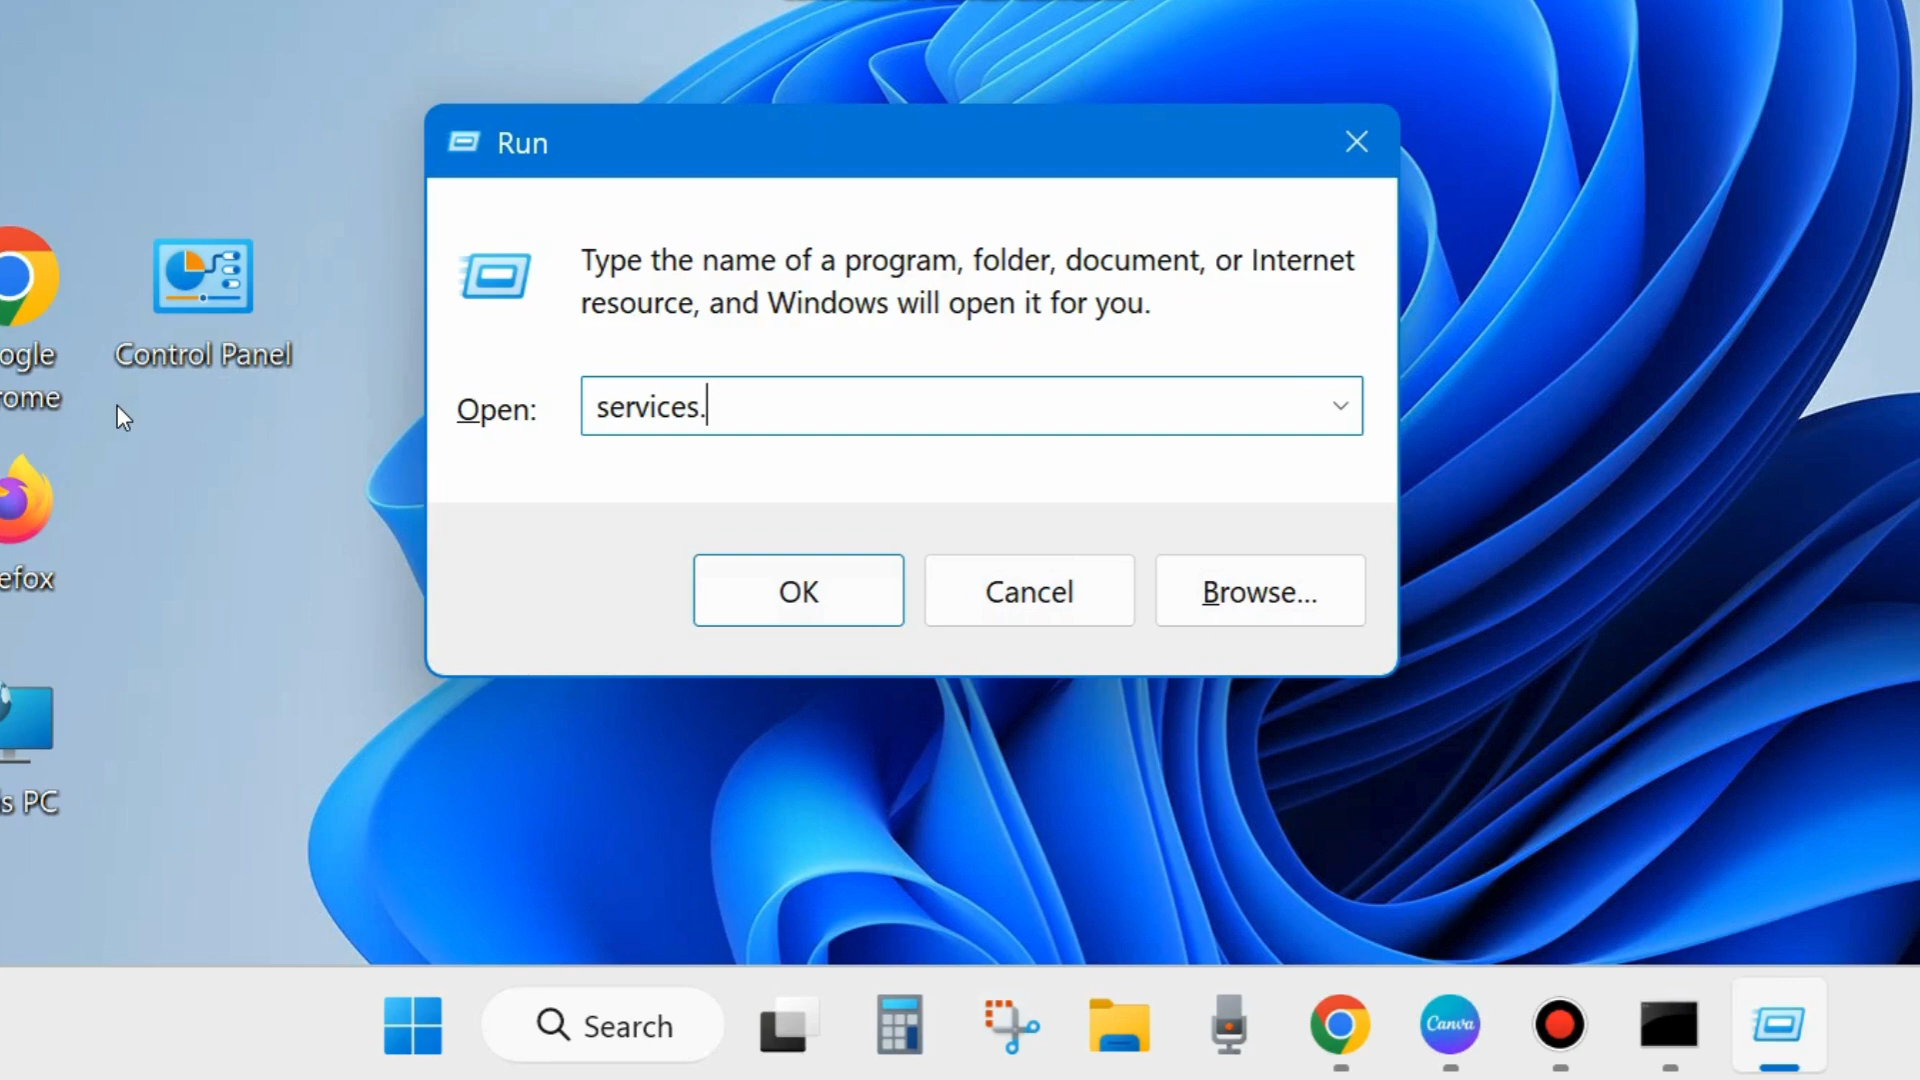 Run
Type the name of a program, folder, document, or Internet
resource, and Windows will open it for you.
Open:
services.
OK
Cancel
Browse...
ogle
rome
Control Panel
efox
s PC
Search
Canva